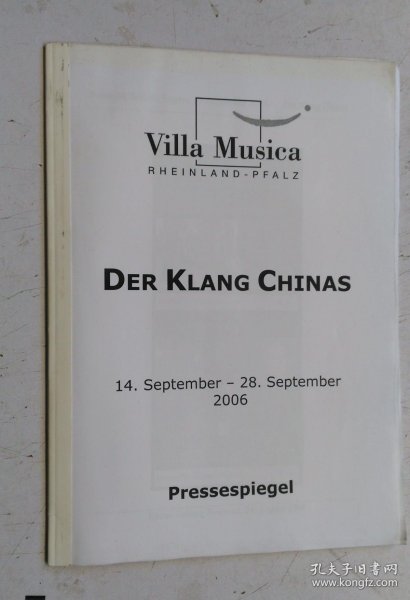 Villa Musica
RHEINLAND-PFALZ
DER KLANG CHINAS
14. September – 28. September
2006
Pressespiegel
孔夫子旧书网
www.kongfz.com